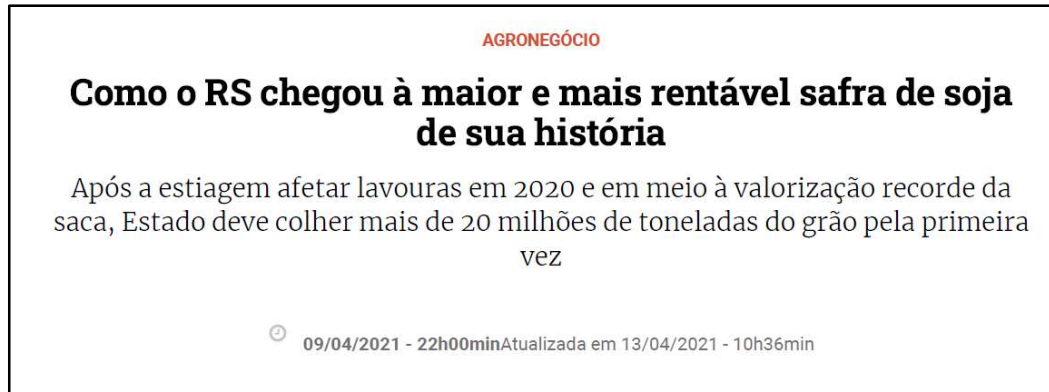 AGRONEGÓCIO
Como o RS chegou à maior e mais rentável safra de soja
de sua história
Após a estiagem afetar lavouras em 2020 e em meio à valorização recorde da
saca, Estado deve colher mais de 20 milhões de toneladas do grão pela primeira
vez
09/04/2021 - 22h00minAtualizada em 13/04/2021 - 10h36min